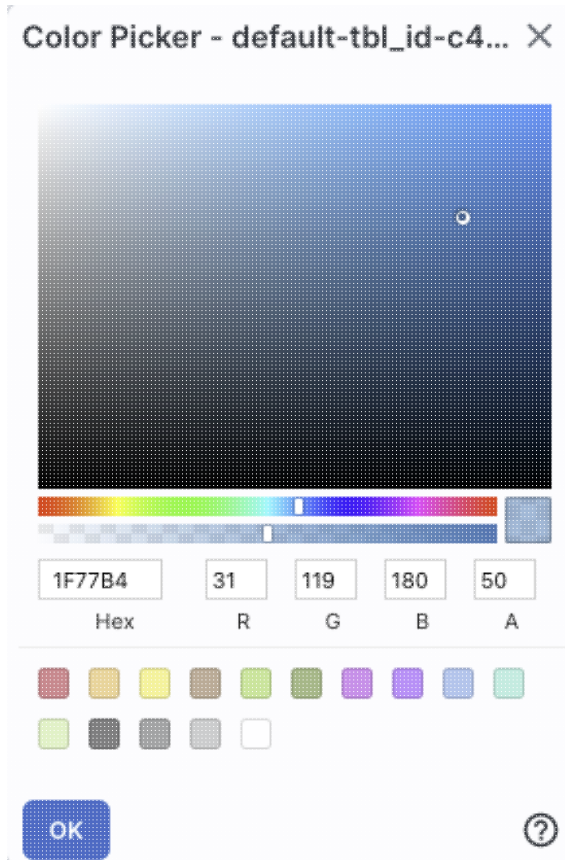 Color Picker - default-tbl_id-c4...
1F77B4 31 119 180 50
Hex R G B A
OK
?